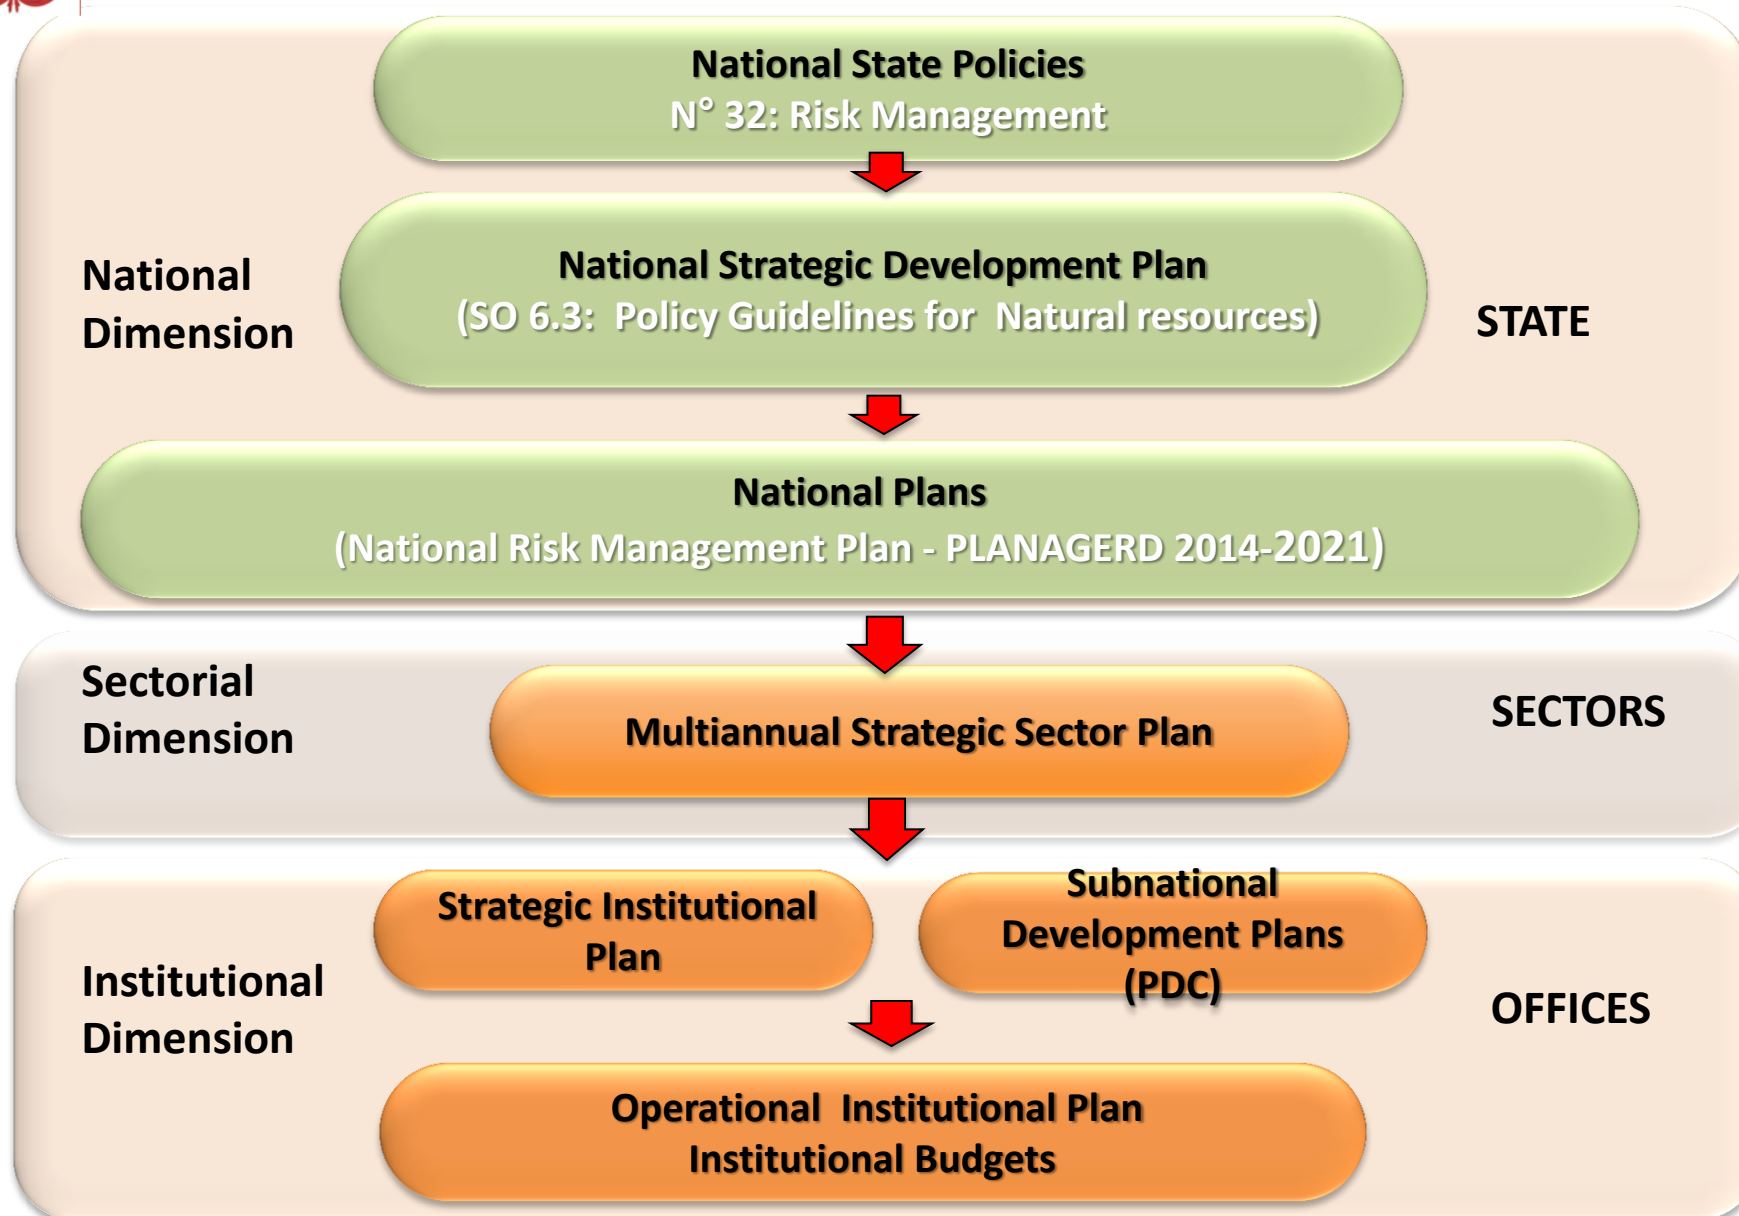 National State Policies
N° 32: Risk Management
National
Dimension
National Strategic Development Plan
(SO 6.3:  Policy Guidelines for  Natural resources)
STATE
National Plans
(National Risk Management Plan - PLANAGERD 2014-2021)
Sectorial
Dimension
Multiannual Strategic Sector Plan
SECTORS
Institutional
Dimension
Strategic Institutional
Plan
Subnational
Development Plans
(PDC)
OFFICES
Operational  Institutional Plan
Institutional Budgets